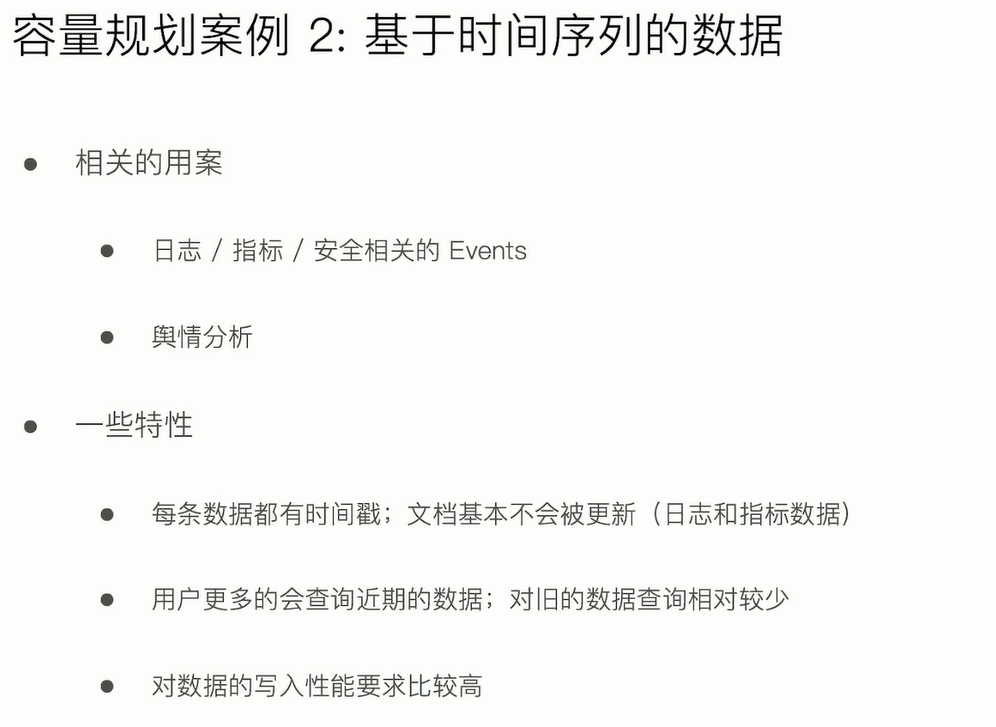 容量规划案例 2: 基于时间序列的数据
● 相关的用案
● 日志 / 指标 / 安全相关的 Events
● 舆情分析
● 一些特性
● 每条数据都有时间戳；文档基本不会被更新（日志和指标数据）
● 用户更多的会查询近期的数据；对旧的数据查询相对较少
● 对数据的写入性能要求比较高